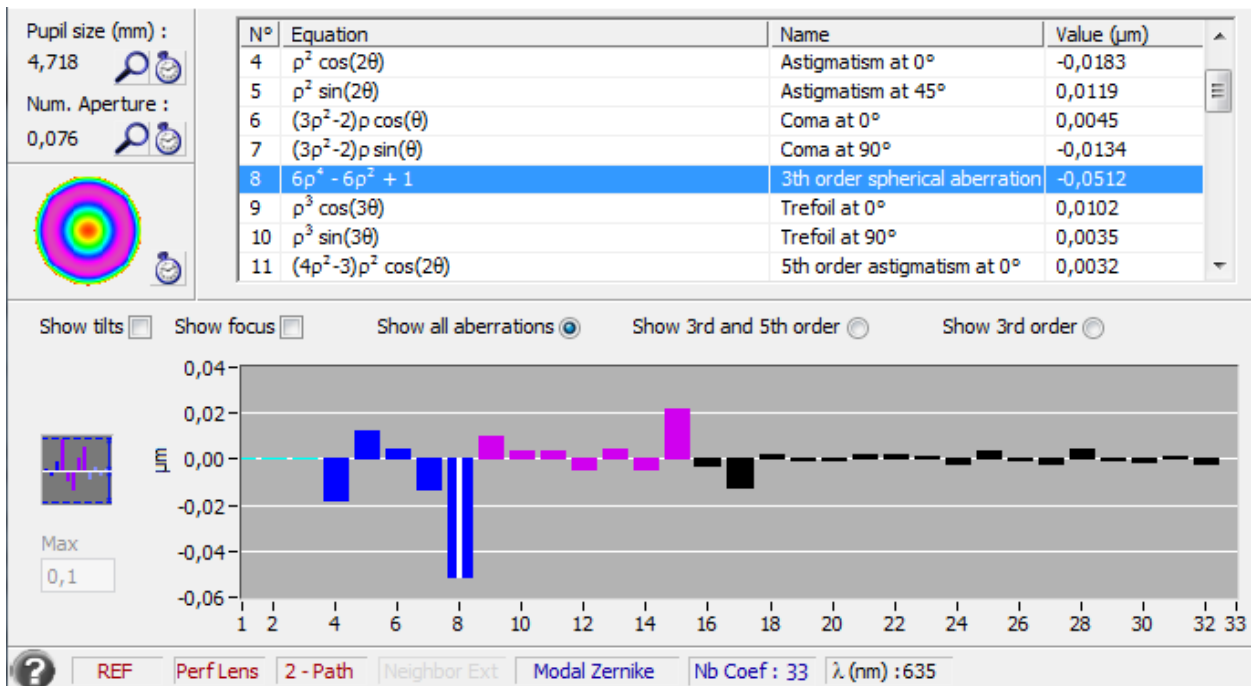 Pupil size (mm) :
4,718
Num. Aperture :
0,076
N° Equation Name Value (µm)
4 ρ² cos(2θ) Astigmatism at 0° -0,0183
5 ρ² sin(2θ) Astigmatism at 45° 0,0119
6 (3ρ²-2)ρ cos(θ) Coma at 0° 0,0045
7 (3ρ²-2)ρ sin(θ) Coma at 90° -0,0134
8 6ρ⁴ - 6ρ² + 1 3th order spherical aberration -0,0512
9 ρ³ cos(3θ) Trefoil at 0° 0,0102
10 ρ³ sin(3θ) Trefoil at 90° 0,0035
11 (4ρ²-3)ρ² cos(2θ) 5th order astigmatism at 0° 0,0032
Show tilts Show focus Show all aberrations Show 3rd and 5th order Show 3rd order
0,04
0,02
0,00
-0,02
-0,04
-0,06
µm
Max
0,1
1 2 4 6 8 10 12 14 16 18 20 22 24 26 28 30 32 33
? REF Perf Lens 2 - Path Neighbor Ext Modal Zernike Nb Coef : 33 λ (nm) :635